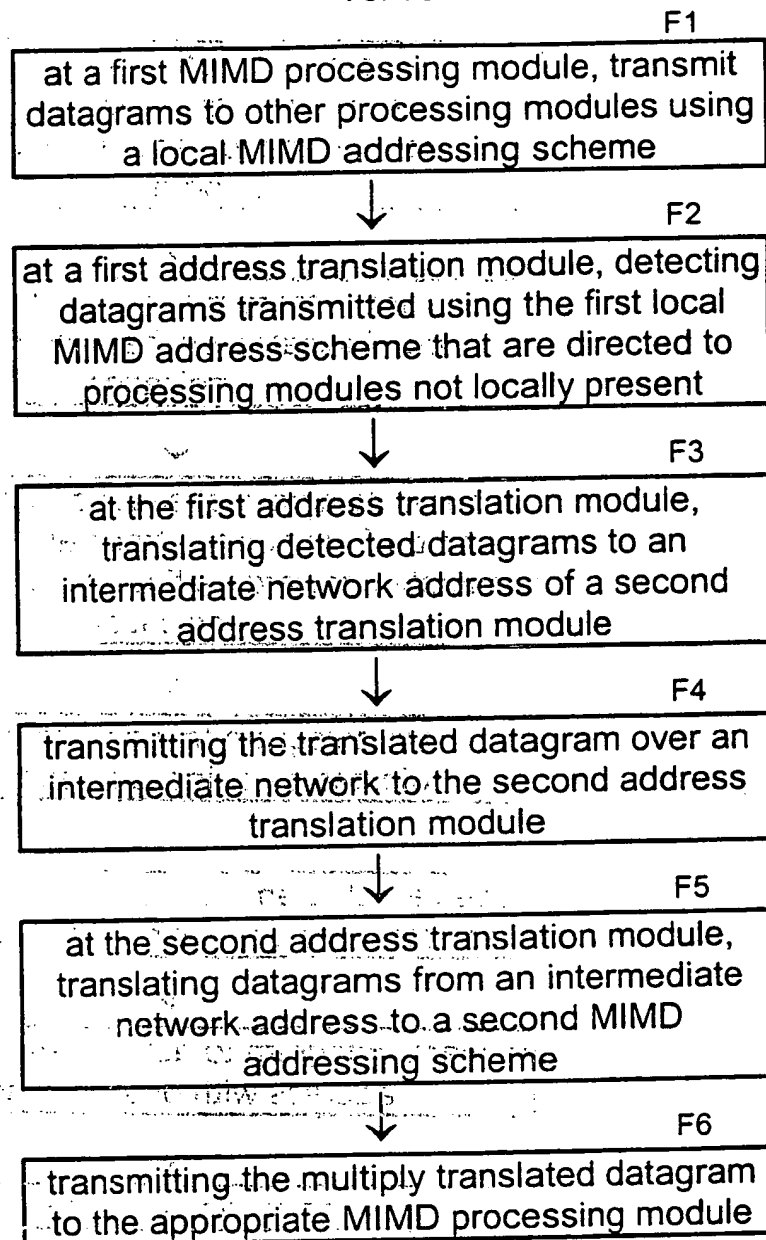 F1
at a first MIMD processing module, transmit
datagrams to other processing modules using
a local MIMD addressing scheme
F2
at a first address translation module, detecting
datagrams transmitted using the first local
MIMD address scheme that are directed to
processing modules not locally present
F3
at the first address translation module,
translating detected datagrams to an
intermediate network address of a second
address translation module
F4
transmitting the translated datagram over an
intermediate network to the second address
translation module
F5
at the second address translation module,
translating datagrams from an intermediate
network address to a second MIMD
addressing scheme
F6
transmitting the multiply translated datagram
to the appropriate MIMD processing module